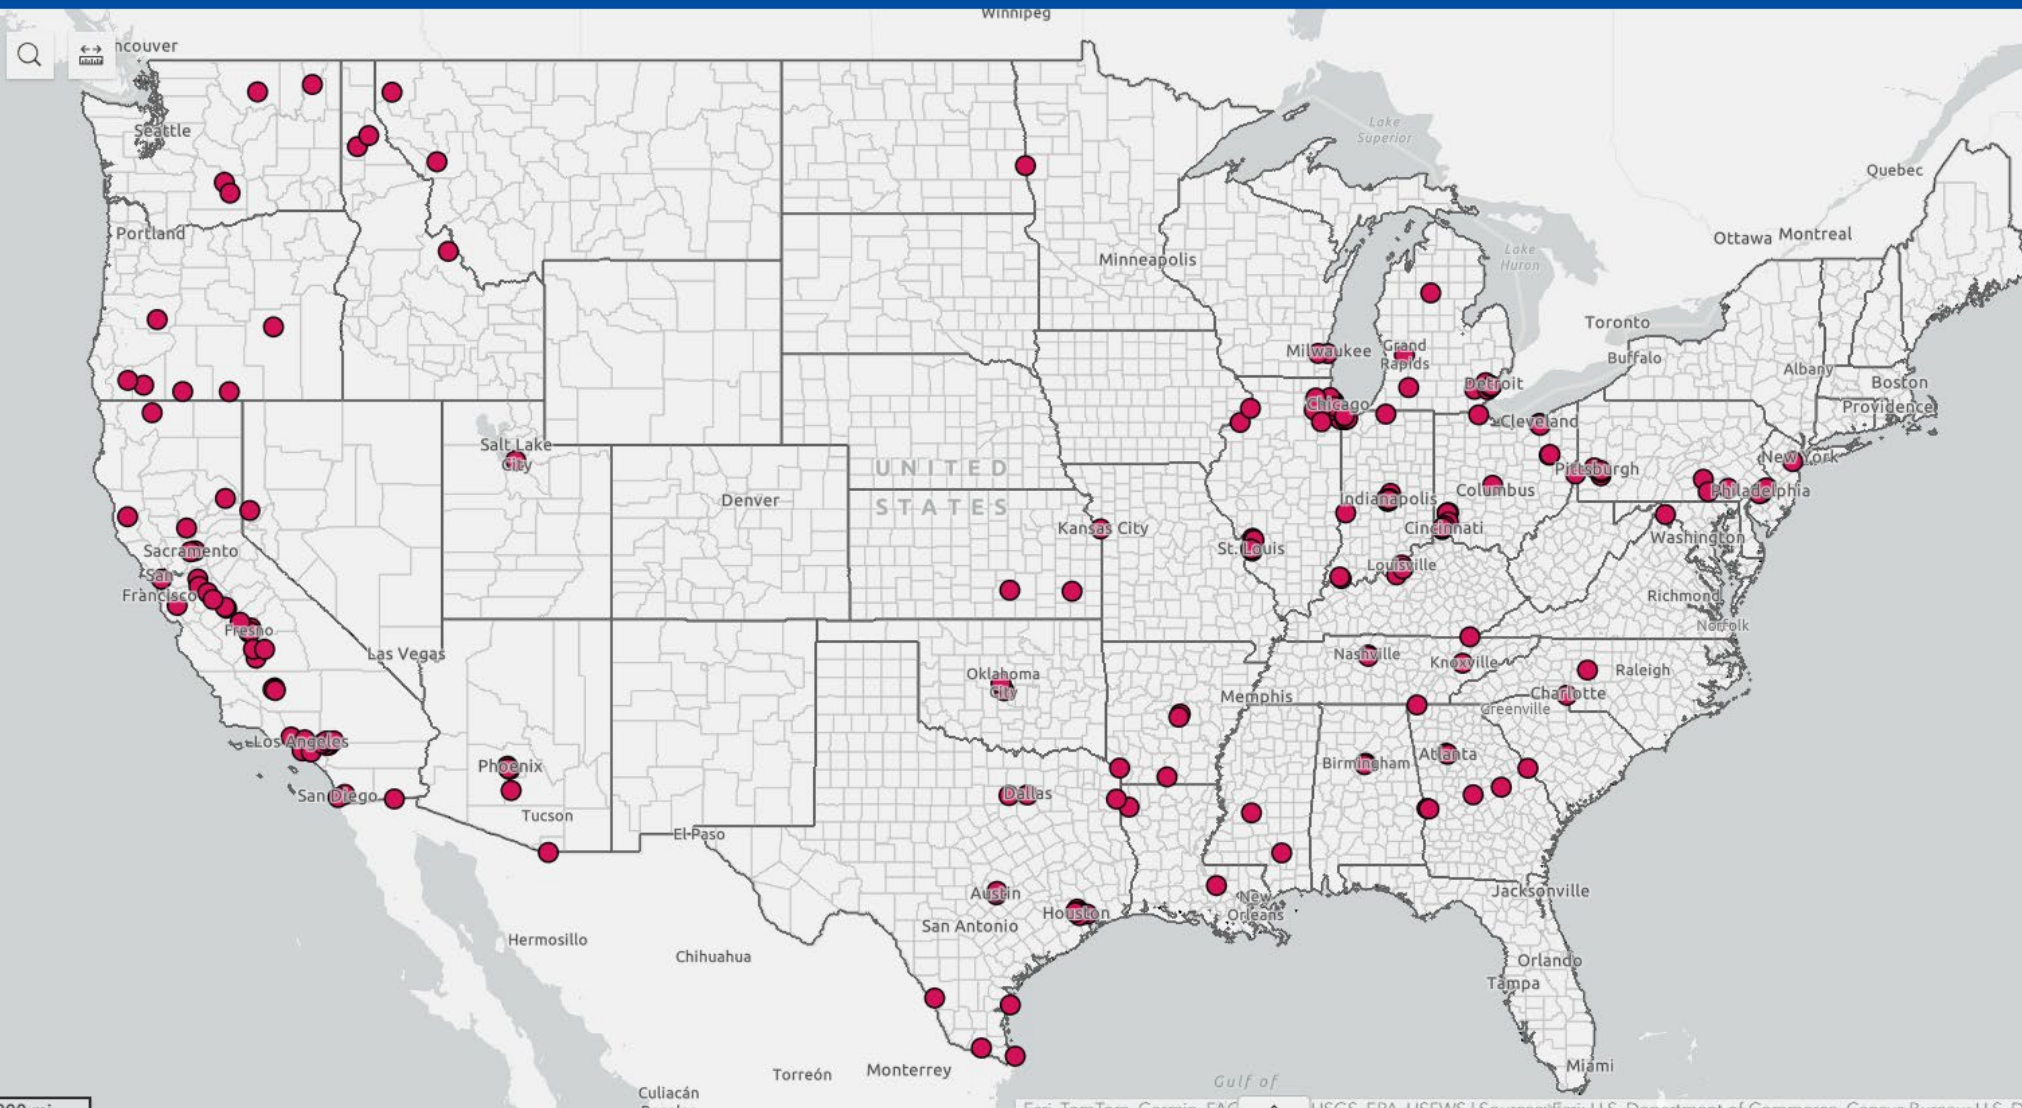 Winnipeg
ncouver
Seattle
Lake
Superior
Quebec
Portland
Ottawa
Montreal
Minneapolis
Lake
Huron
Toronto
Milwaukee
Grand
Rapids
Buffalo
Albany
Detroit
Boston
Chicago
Providence
Cleveland
Salt Lake
City
UNITED
STATES
Denver
Pittsburgh
New York
Indianapolis
Columbus
Philadelphia
Kansas City
Cincinnati
Sacramento
St. Louis
Washington
San
Francisco
Louisville
Richmond
Fresno
Norfolk
Las Vegas
Nashville
Knoxville
Raleigh
Oklahoma
City
Memphis
Charlotte
Greenville
Los Angeles
Phoenix
Birmingham
Atlanta
San Diego
Dallas
Tucson
El Paso
Austin
Houston
New
Orleans
Jacksonville
San Antonio
Hermosillo
Chihuahua
Orlando
Tampa
Torreón
Monterrey
Miami
Gulf of
Culiacán